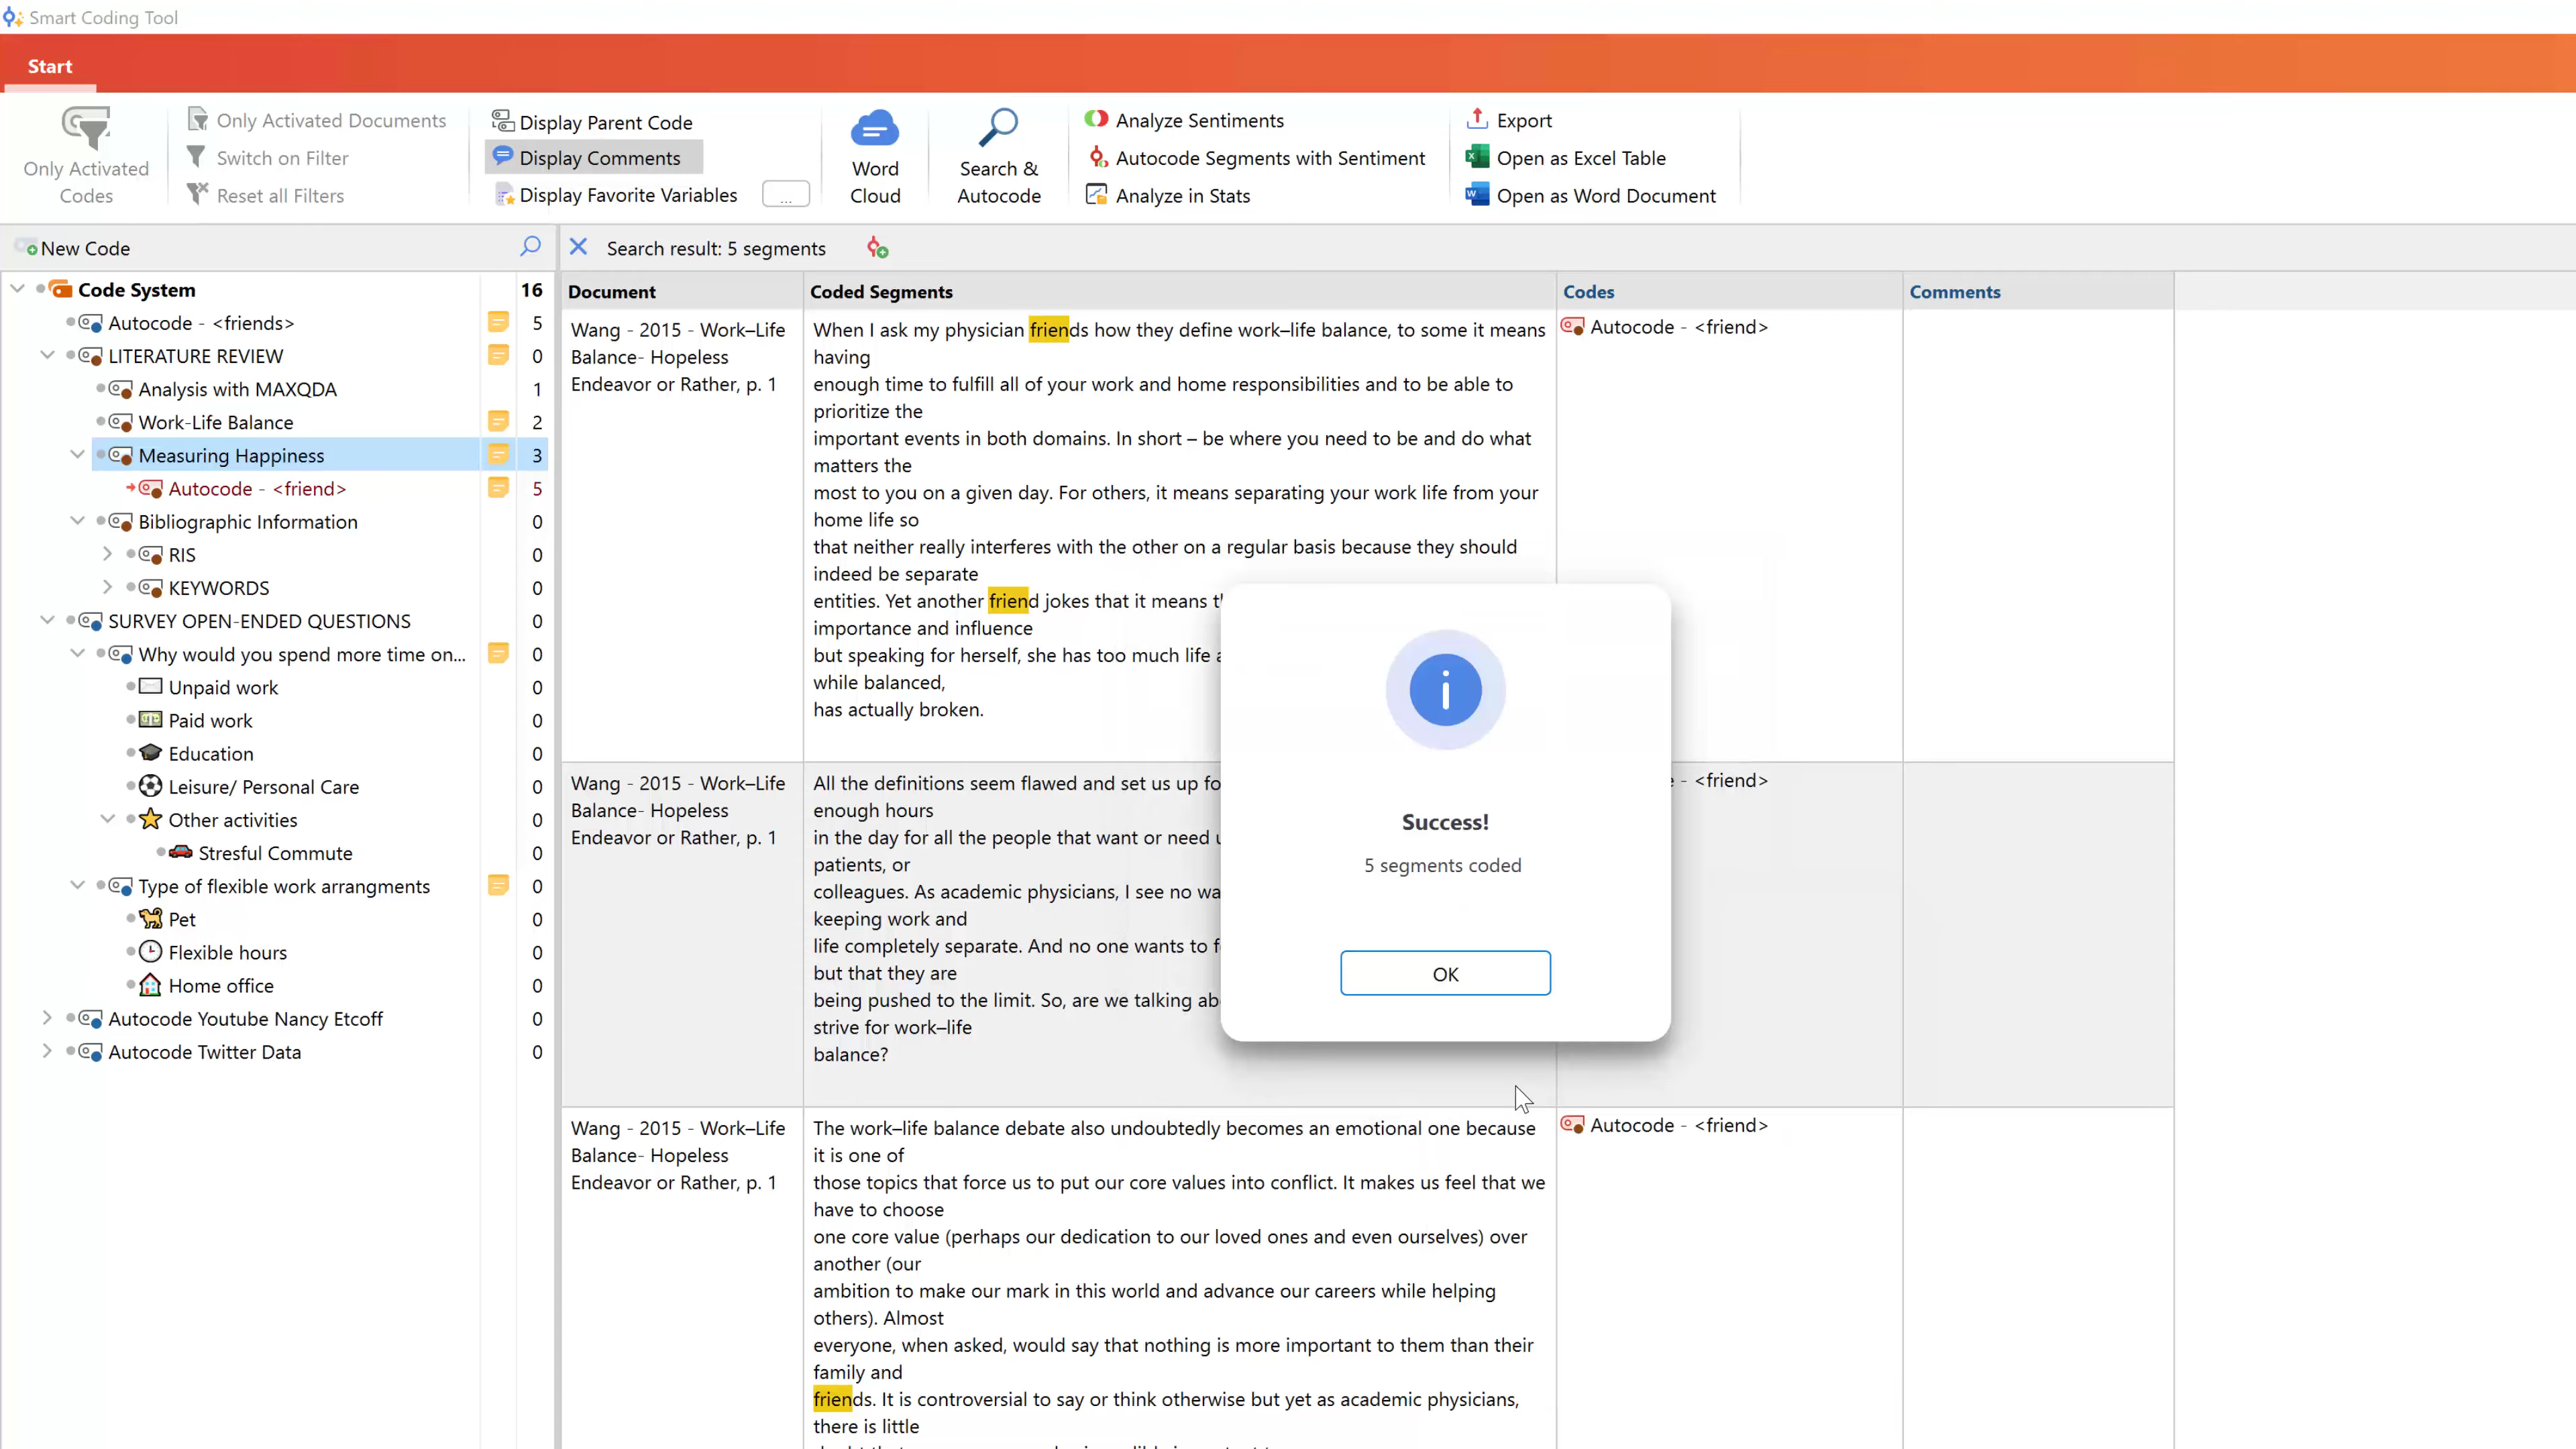 Smart Coding Tool
Start
Only Activated
Codes
Only Activated Documents
Switch on Filter
Reset all Filters
Display Parent Code
Display Comments
Display Favorite Variables
...
Word
Cloud
Search &
Autocode
Analyze Sentiments
Autocode Segments with Sentiment
Analyze in Stats
Export
Open as Excel Table
Open as Word Document
New Code
Code System 16
Autocode - <friends> 5
LITERATURE REVIEW 0
Analysis with MAXQDA 1
Work-Life Balance 2
Measuring Happiness 3
Autocode - <friend> 5
Bibliographic Information 0
RIS 0
KEYWORDS 0
SURVEY OPEN-ENDED QUESTIONS 0
Why would you spend more time on... 0
Unpaid work 0
Paid work 0
Education 0
Leisure/ Personal Care 0
Other activities 0
Stresful Commute 0
Type of flexible work arrangments 0
Pet 0
Flexible hours 0
Home office 0
Autocode Youtube Nancy Etcoff 0
Autocode Twitter Data 0
Search result: 5 segments
Document Coded Segments Codes Comments
Wang - 2015 - Work–Life
Balance- Hopeless
Endeavor or Rather, p. 1
When I ask my physician friends how they define work–life balance, to some it means
having
enough time to fulfill all of your work and home responsibilities and to be able to
prioritize the
important events in both domains. In short – be where you need to be and do what
matters the
most to you on a given day. For others, it means separating your work life from your
home life so
that neither really interferes with the other on a regular basis because they should
indeed be separate
entities. Yet another friend jokes that it means
importance and influence
but speaking for herself, she has too much life
while balanced,
has actually broken.
Autocode - <friend>
Wang - 2015 - Work–Life
Balance- Hopeless
Endeavor or Rather, p. 1
All the definitions seem flawed and set us up
enough hours
in the day for all the people that want or need
patients, or
colleagues. As academic physicians, I see no
keeping work and
life completely separate. And no one wants to
but that they are
being pushed to the limit. So, are we talking
strive for work–life
balance?
- <friend>
Wang - 2015 - Work–Life
Balance- Hopeless
Endeavor or Rather, p. 1
The work–life balance debate also undoubtedly becomes an emotional one because
it is one of
those topics that force us to put our core values into conflict. It makes us feel that we
have to choose
one core value (perhaps our dedication to our loved ones and even ourselves) over
another (our
ambition to make our mark in this world and advance our careers while helping
others). Almost
everyone, when asked, would say that nothing is more important to them than their
family and
friends. It is controversial to say or think otherwise but yet as academic physicians,
there is little
Autocode - <friend>
Success!
5 segments coded
OK